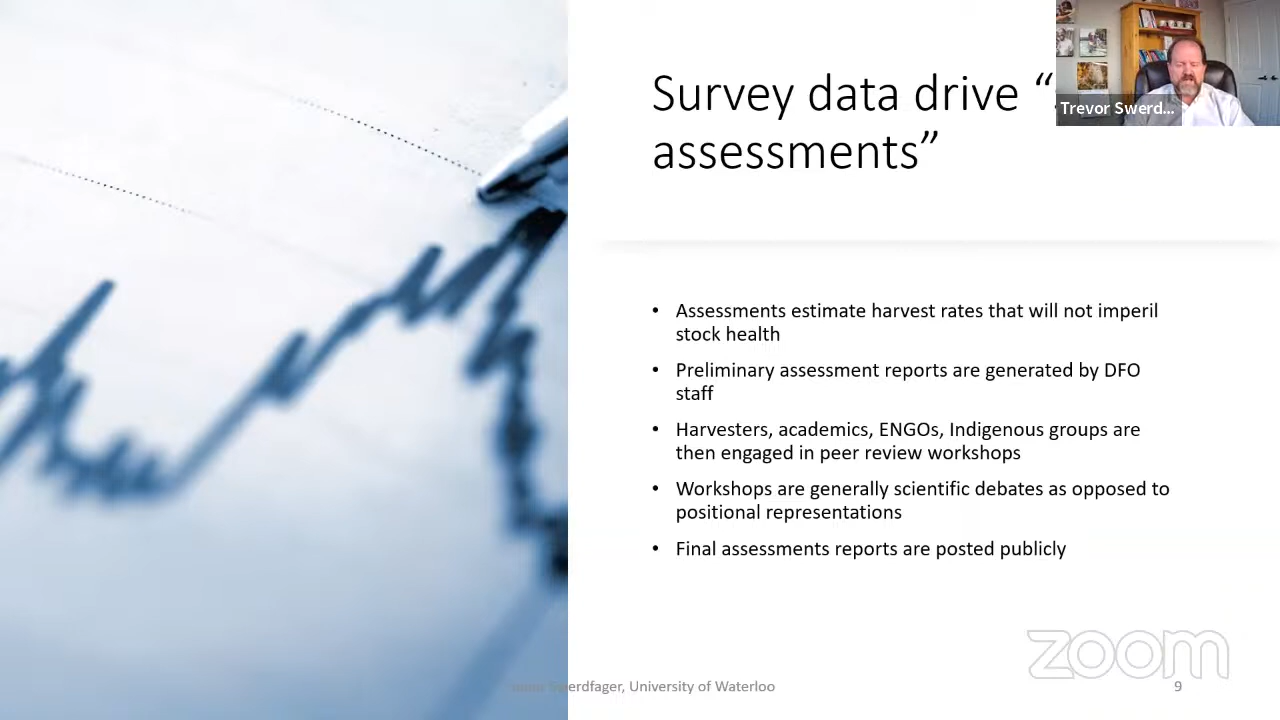 Survey data drive “
assessments”
Trevor Swerd...
• Assessments estimate harvest rates that will not imperil
stock health
• Preliminary assessment reports are generated by DFO
staff
• Harvesters, academics, ENGOs, Indigenous groups are
then engaged in peer review workshops
• Workshops are generally scientific debates as opposed to
positional representations
• Final assessments reports are posted publicly
zoom
Swerdfager, University of Waterloo
9